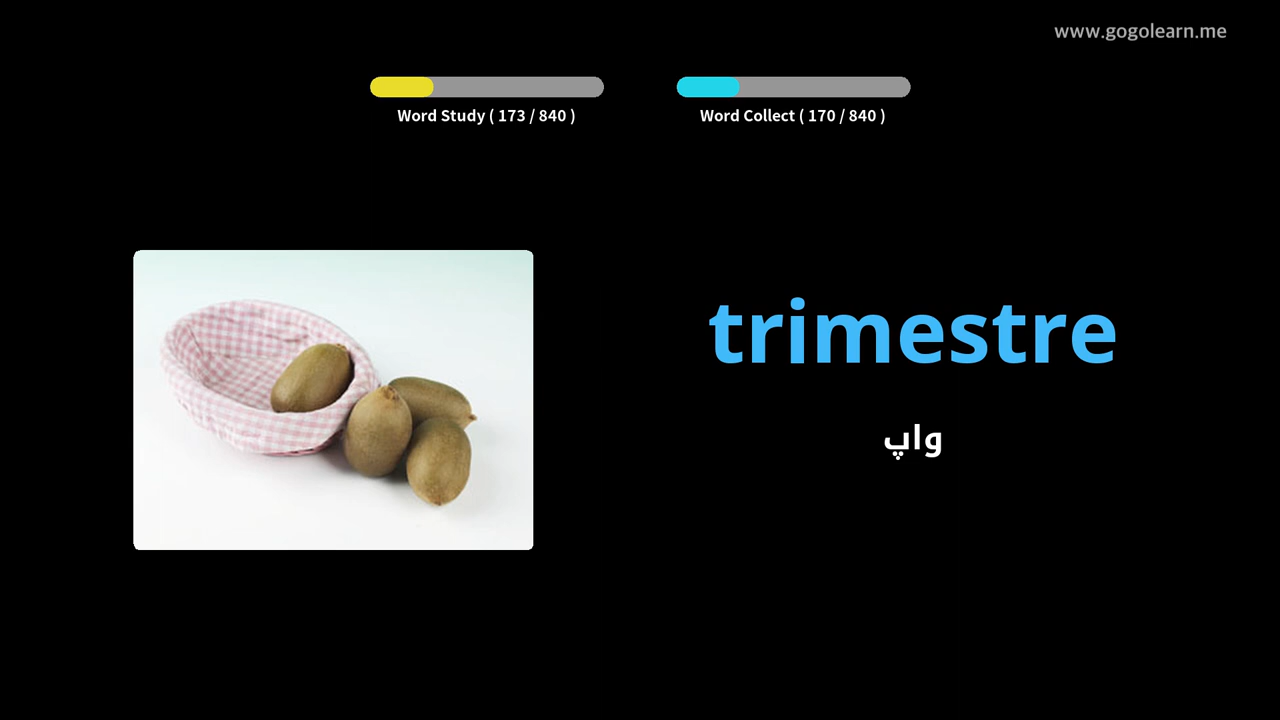 www.gogolearn.me
Word Study ( 173 / 840 )
Word Collect ( 170 / 840 )
trimestre
واپ